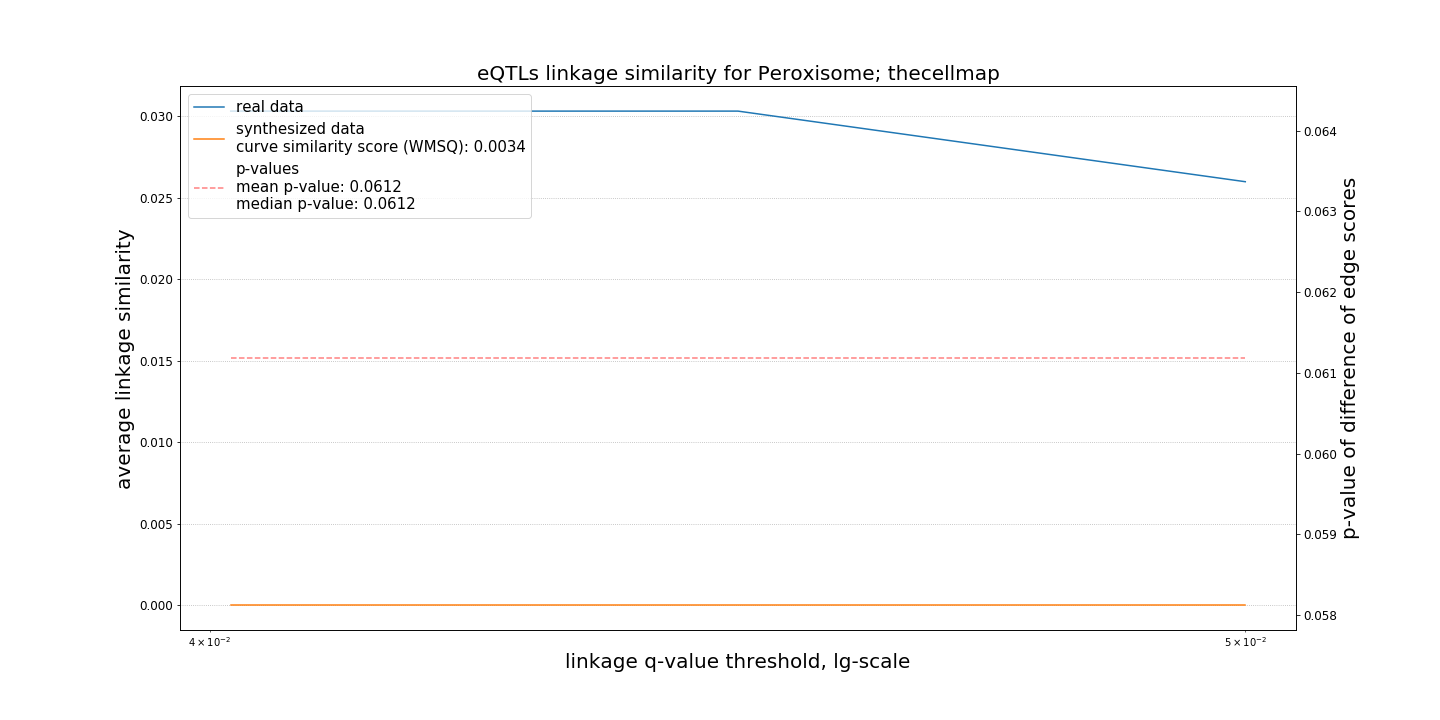 eQTLs linkage similarity for Peroxisome; thecellmap
real data
synthesized data
curve similarity score (WMSQ): 0.0034
p-values
mean p-value: 0.0612
median p-value: 0.0612
average linkage similarity
0.030
0.025
0.020
0.015
0.010
0.005
0.000
0.064
0.063
0.062
0.061
0.060
0.059
0.058
p-value of difference of edge scores
4 × 10⁻²
5 × 10⁻²
linkage q-value threshold, lg-scale